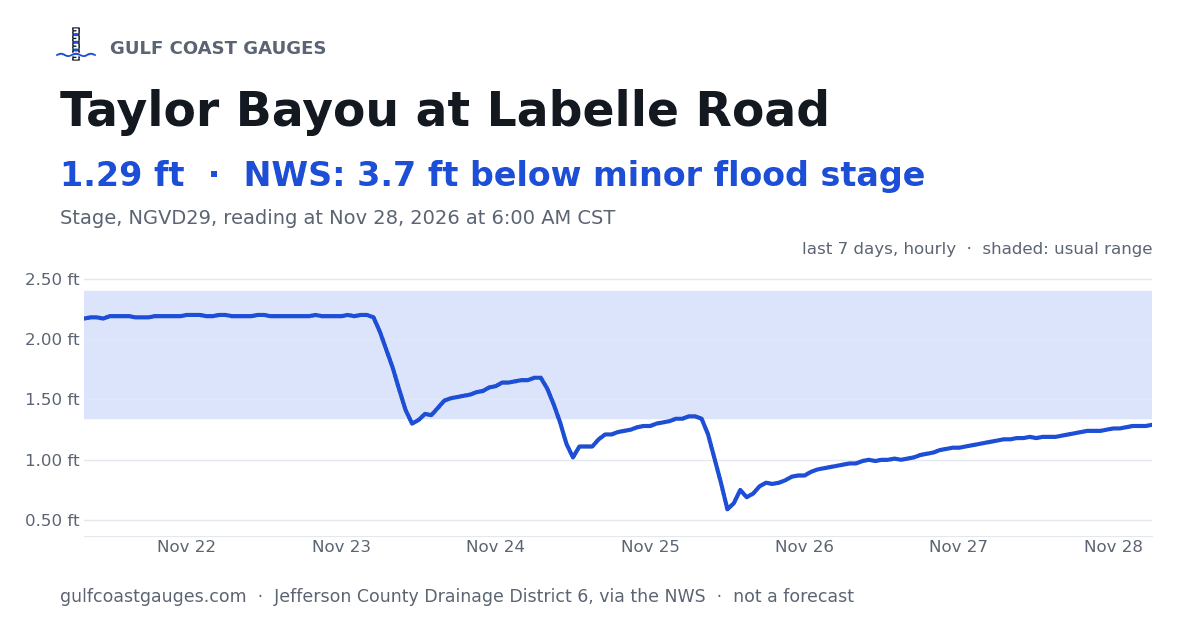 GULF COAST GAUGES
Taylor Bayou at Labelle Road
1.29 ft · NWS: 3.7 ft below minor flood stage
Stage, NGVD29, reading at Nov 28, 2026 at 6:00 AM CST
last 7 days, hourly · shaded: usual range
2.50 ft
2.00 ft
1.50 ft
1.00 ft
0.50 ft
Nov 22 Nov 23 Nov 24 Nov 25 Nov 26 Nov 27 Nov 28
gulfcoastgauges.com · Jefferson County Drainage District 6, via the NWS · not a forecast